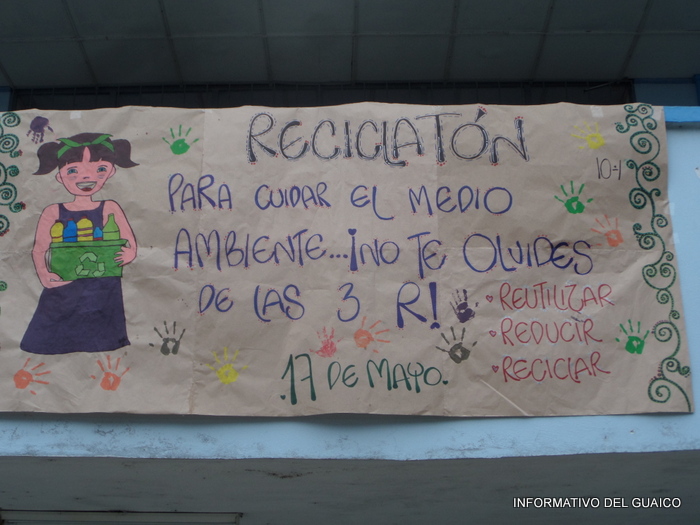 RECICLATÓN
10-1
PARA CUIDAR EL MEDIO
AMBIENTE...¡NO TE OLVIDES
DE LAS 3 R!
REUTILIZAR
REDUCIR
RECICLAR
.17 DE MAYO.
INFORMATIVO DEL GUAICO